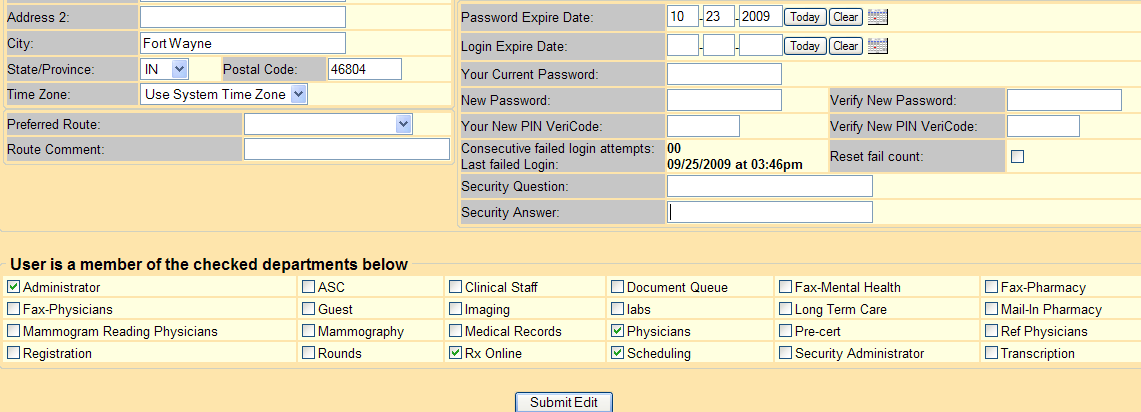 Address 2:
City: Fort Wayne
State/Province: IN Postal Code: 46804
Time Zone: Use System Time Zone
Preferred Route:
Route Comment:
Password Expire Date: 10 - 23 - 2009 Today Clear
Login Expire Date: - - Today Clear
Your Current Password:
New Password: Verify New Password:
Your New PIN VeriCode: Verify New PIN VeriCode:
Consecutive failed login attempts: 00
Last failed Login: 09/25/2009 at 03:46pm Reset fail count:
Security Question:
Security Answer:
User is a member of the checked departments below
Administrator ASC Clinical Staff Document Queue Fax-Mental Health Fax-Pharmacy
Fax-Physicians Guest Imaging labs Long Term Care Mail-In Pharmacy
Mammogram Reading Physicians Mammography Medical Records Physicians Pre-cert Ref Physicians
Registration Rounds Rx Online Scheduling Security Administrator Transcription
Submit Edit